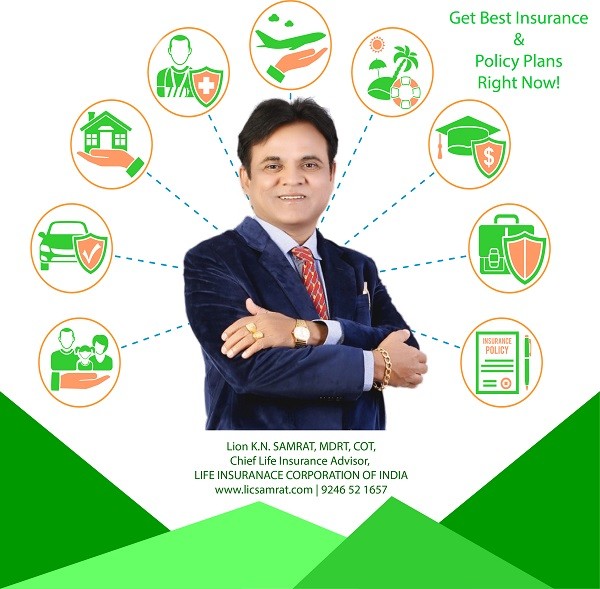 Get Best Insurance
&
Policy Plans
Right Now!
$
INSURANCE
POLICY
Lion K.N. SAMRAT, MDRT, COT,
Chief Life Insurance Advisor,
LIFE INSURANACE CORPORATION OF INDIA
www.licsamrat.com | 9246 52 1657